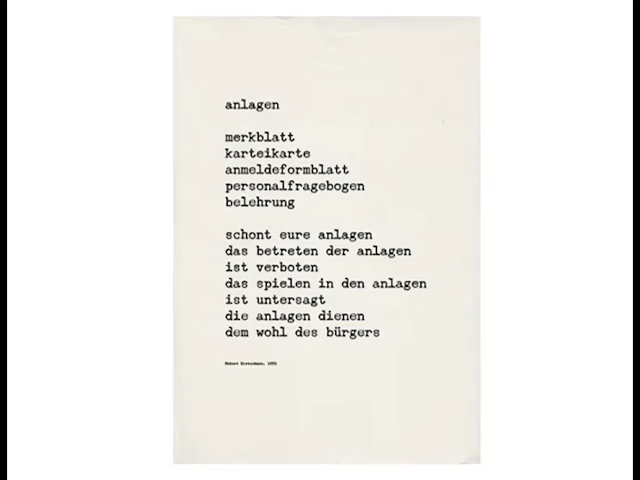 anlagen
merkblatt
karteikarte
anmeldeformblatt
personalfragebogen
belehrung
schont eure anlagen
das betreten der anlagen
ist verboten
das spielen in den anlagen
ist untersagt
die anlagen dienen
dem wohl des bürgers